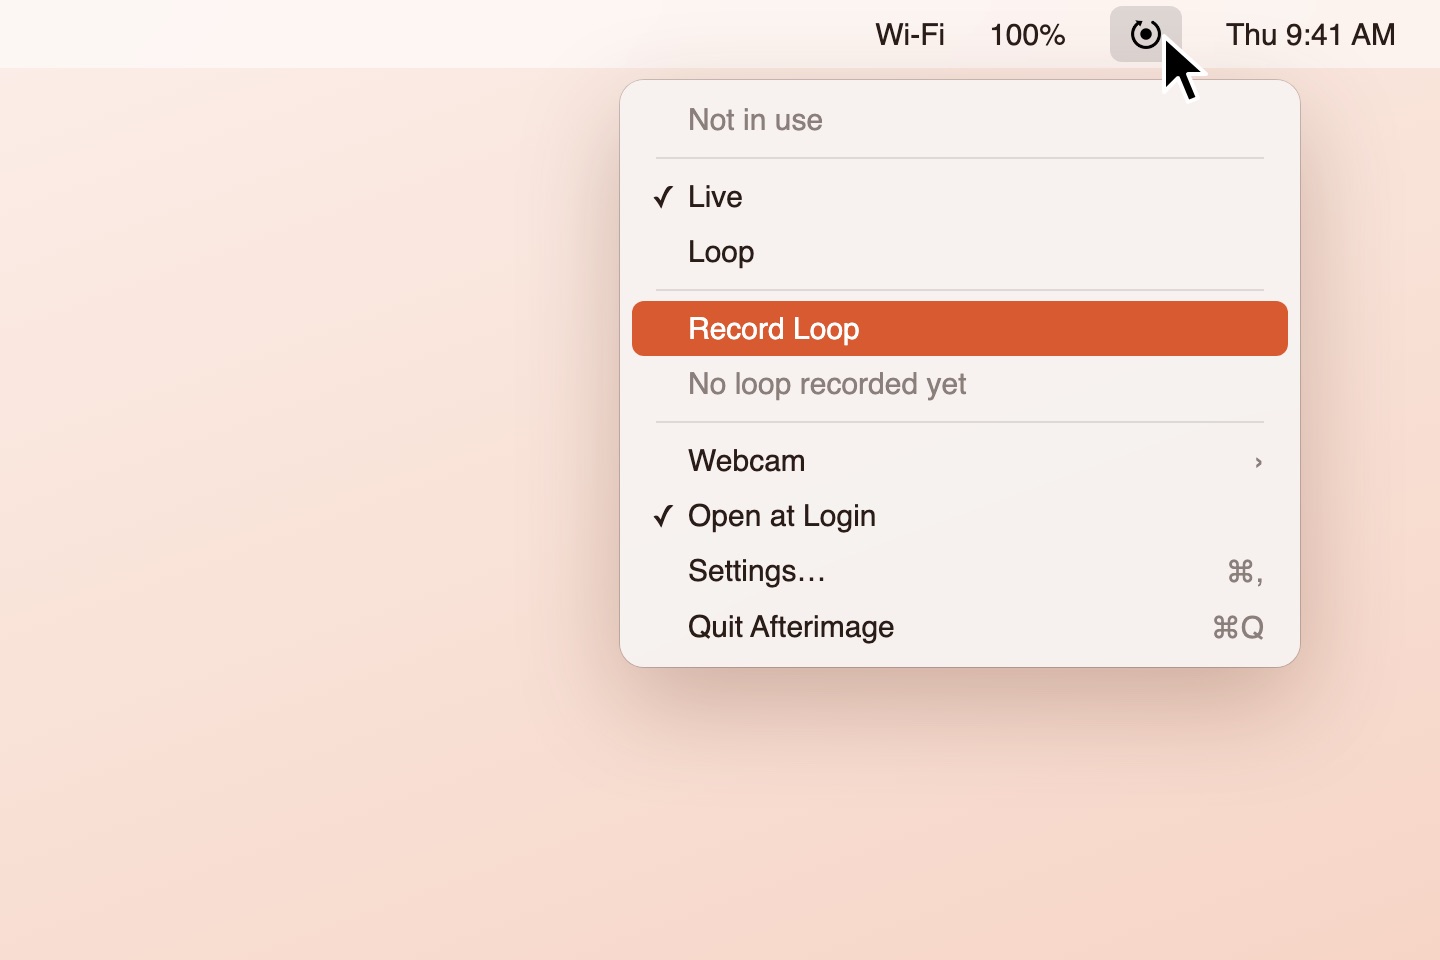 Wi-Fi 100% Thu 9:41 AM
Not in use
✓ Live
Loop
Record Loop
No loop recorded yet
Webcam ›
✓ Open at Login
Settings… ⌘,
Quit Afterimage ⌘Q